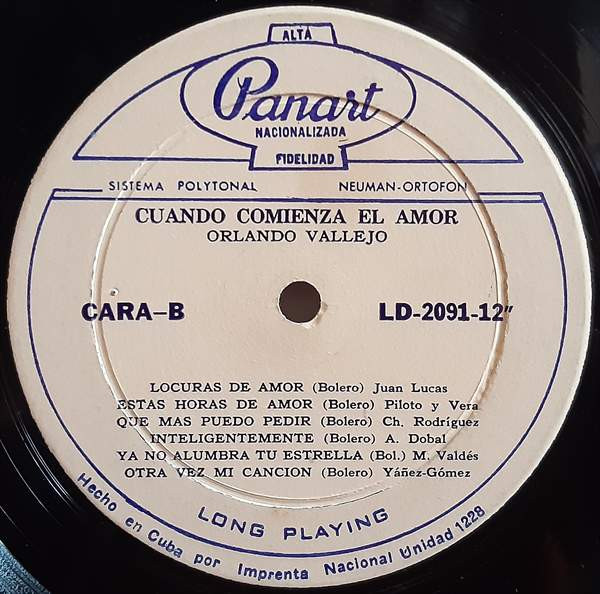 ALTA
Panart
NACIONALIZADA
FIDELIDAD
SISTEMA POLYTONAL NEUMAN-ORTOFON
CUANDO COMIENZA EL AMOR
ORLANDO VALLEJO
CARA-B LD-2091-12"
LOCURAS DE AMOR (Bolero) Juan Lucas
ESTAS HORAS DE AMOR (Bolero) Piloto y Vera
QUE MAS PUEDO PEDIR (Bolero) Ch. Rodríguez
INTELIGENTEMENTE (Bolero) A. Dobal
YA NO ALUMBRA TU ESTRELLA (Bol.) M. Valdés
OTRA VEZ MI CANCION (Bolero) Yáñez-Gómez
LONG PLAYING
Hecho en Cuba por Imprenta Nacional Unidad 1228